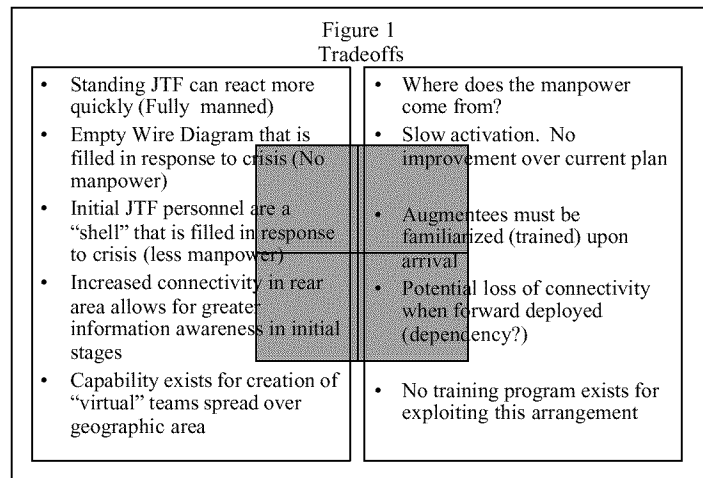 Figure 1
Tradeoffs
• Standing JTF can react more
quickly (Fully manned)
• Empty Wire Diagram that is
filled in response to crisis (No
manpower)
• Initial JTF personnel are a
“shell” that is filled in response
to crisis (less manpower)
• Increased connectivity in rear
area allows for greater
information awareness in initial
stages
• Capability exists for creation of
“virtual” teams spread over
geographic area
• Where does the manpower
come from?
• Slow activation. No
improvement over current plan
• Augmentees must be
familiarized (trained) upon
arrival
• Potential loss of connectivity
when forward deployed
(dependency?)
• No training program exists for
exploiting this arrangement